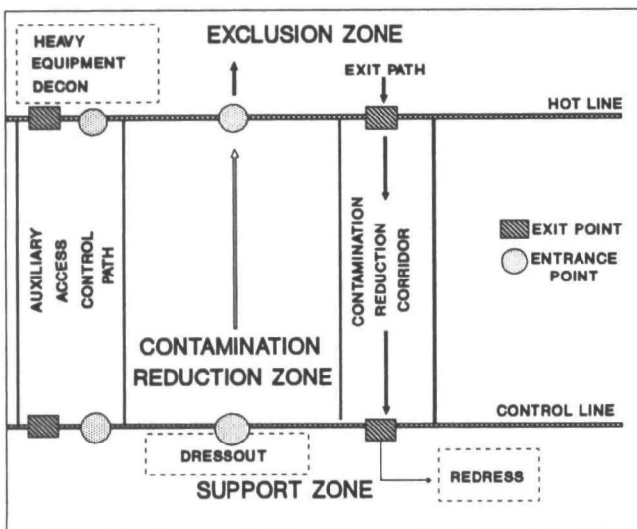 HEAVY
EQUIPMENT
DECON
EXCLUSION ZONE
EXIT PATH
HOT LINE
AUXILIARY
ACCESS
CONTROL
PATH
CONTAMINATION
REDUCTION
CORRIDOR
EXIT POINT
ENTRANCE
POINT
CONTAMINATION
REDUCTION ZONE
CONTROL LINE
DRESSOUT
REDRESS
SUPPORT ZONE